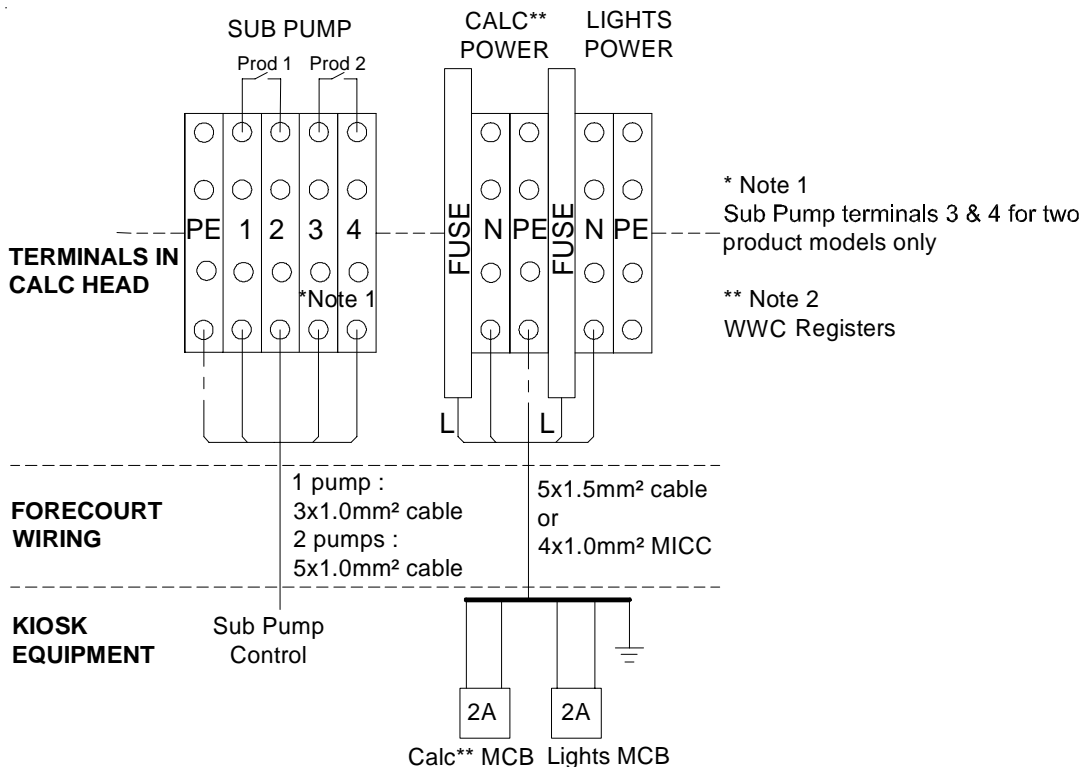 SUB PUMP
Prod 1 Prod 2
CALC**
POWER
LIGHTS
POWER
TERMINALS IN
CALC HEAD
PE 1 2 3 4
*Note 1
FUSE N PE FUSE N PE
L L
* Note 1
Sub Pump terminals 3 & 4 for two
product models only
** Note 2
WWC Registers
FORECOURT
WIRING
1 pump :
3x1.0mm² cable
2 pumps :
5x1.0mm² cable
5x1.5mm² cable
or
4x1.0mm² MICC
KIOSK
EQUIPMENT
Sub Pump
Control
2A 2A
Calc** MCB Lights MCB